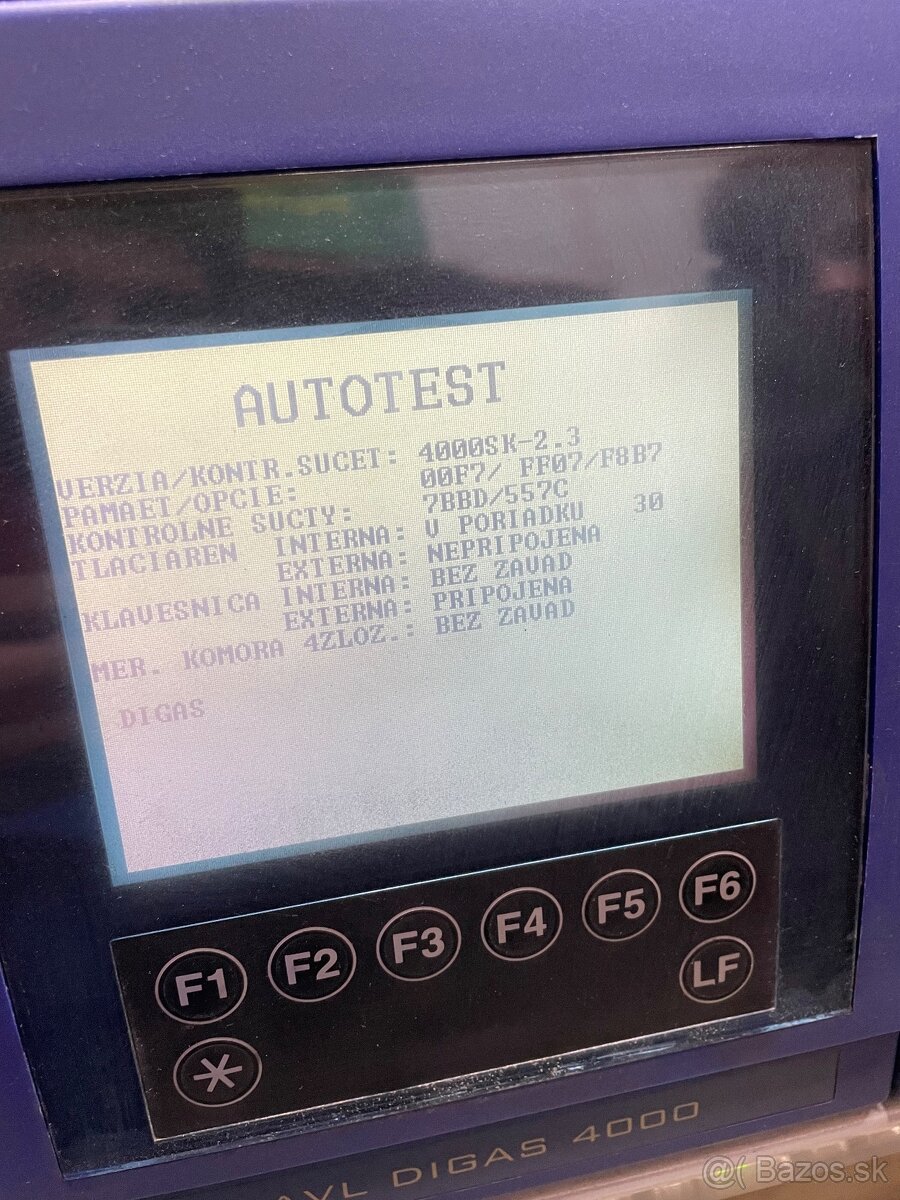 AUTOTEST
VERZIA/KONTR.SUCET: 4000SK-2.3
PAMAET/OPCIE: 00F7/ FF07/F8B7
KONTROLNE SUCTY: 7BBD/557C
TLACIAREN INTERNA: V PORIADKU 30
EXTERNA: NEPRIPOJENA
KLAVESNICA INTERNA: BEZ ZAVAD
EXTERNA: PRIPOJENA
MER. KOMORA 4ZLOZ.: BEZ ZAVAD
DIGAS
F1 F2 F3 F4 F5 F6
* LF
AVL DIGAS 4000
@( Bazos.sk